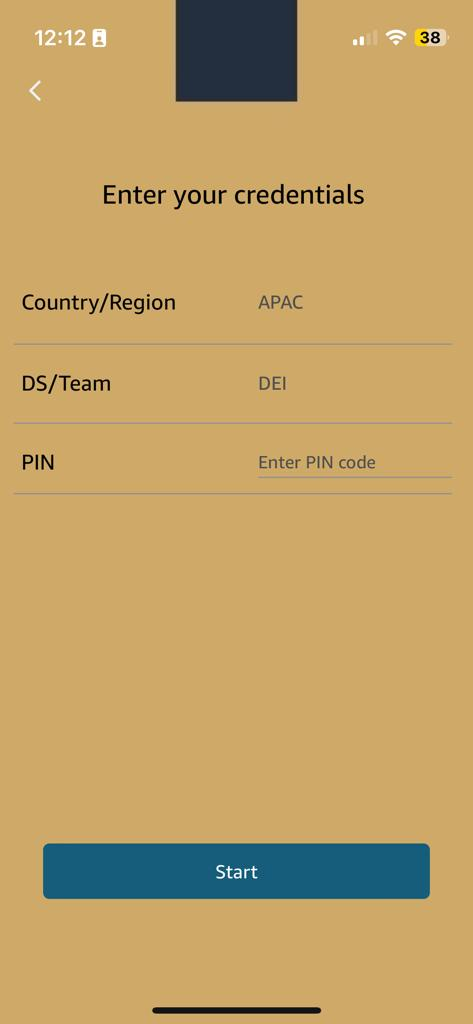 12:12
38
Enter your credentials
Country/Region APAC
DS/Team DEI
PIN Enter PIN code
Start